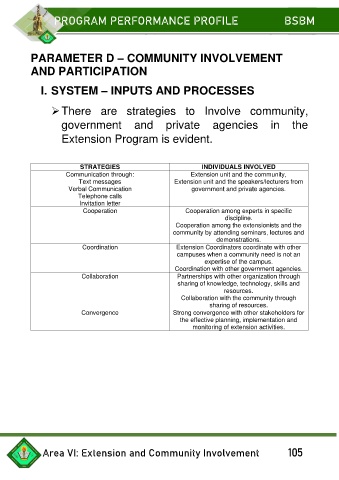 PROGRAM PERFORMANCE PROFILE BSBM
PARAMETER D – COMMUNITY INVOLVEMENT
AND PARTICIPATION
I. SYSTEM – INPUTS AND PROCESSES
➢ There are strategies to Involve community,
government and private agencies in the
Extension Program is evident.
STRATEGIES INDIVIDUALS INVOLVED
Communication through: Extension unit and the community.
Text messages Extension unit and the speakers/lecturers from
Verbal Communication government and private agencies.
Telephone calls
Invitation letter
Cooperation Cooperation among experts in specific
discipline.
Cooperation among the extensionists and the
community by attending seminars, lectures and
demonstrations.
Coordination Extension Coordinators coordinate with other
campuses when a community need is not an
expertise of the campus.
Coordination with other government agencies.
Collaboration Partnerships with other organization through
sharing of knowledge, technology, skills and
resources.
Collaboration with the community through
sharing of resources.
Convergence Strong convergence with other stakeholders for
the effective planning, implementation and
monitoring of extension activities.
Area VI: Extension and Community Involvement 105